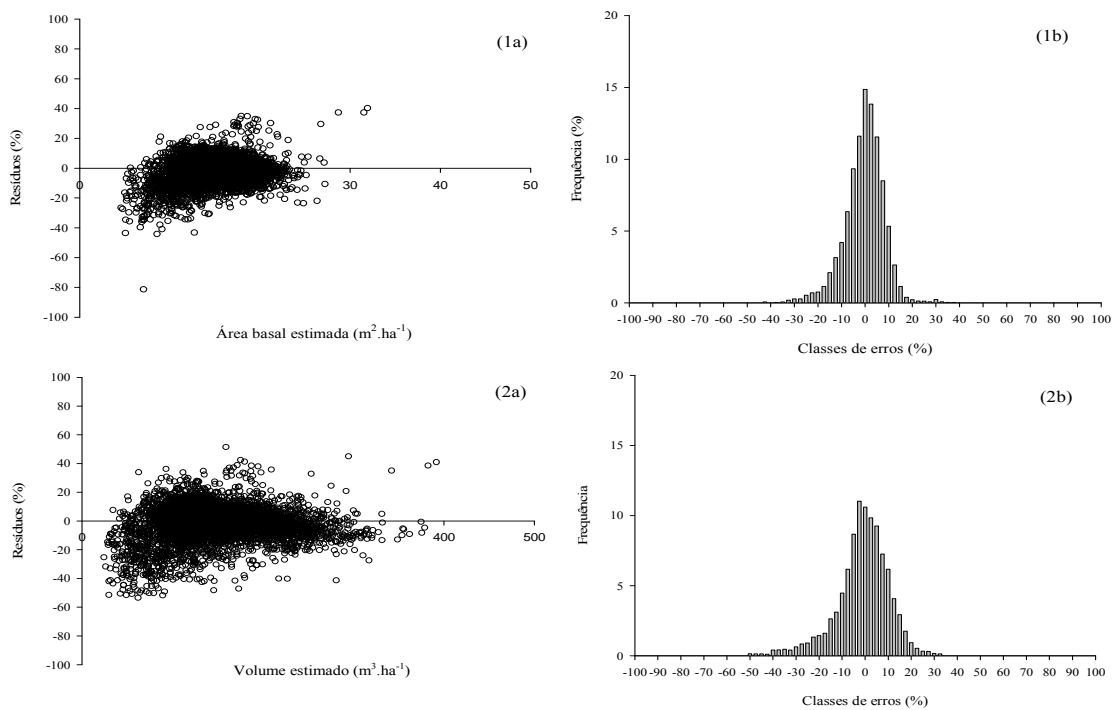 (1a)
100
80
60
40
20
0
-20
-40
-60
-80
-100
0 30 40 50
Resíduos (%)
Área basal estimada (m².ha⁻¹)
(1b)
20
15
10
5
0
-100 -90 -80 -70 -60 -50 -40 -30 -20 -10 0 10 20 30 40 50 60 70 80 90 100
Frequência (%)
Classes de erros (%)
(2a)
100
80
60
40
20
0
-20
-40
-60
-80
-100
0 400 500
Resíduos (%)
Volume estimado (m³.ha⁻¹)
(2b)
20
15
10
5
0
-100 -90 -80 -70 -60 -50 -40 -30 -20 -10 0 10 20 30 40 50 60 70 80 90 100
Frequência
Classes de erros (%)